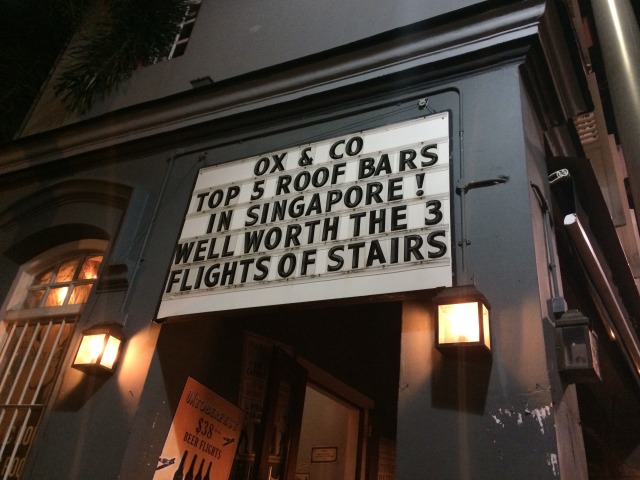 OX & CO
TOP 5 ROOF BARS
IN SINGAPORE!
WELL WORTH THE 3
FLIGHTS OF STAIRS
$38
BEER FLIGHTS